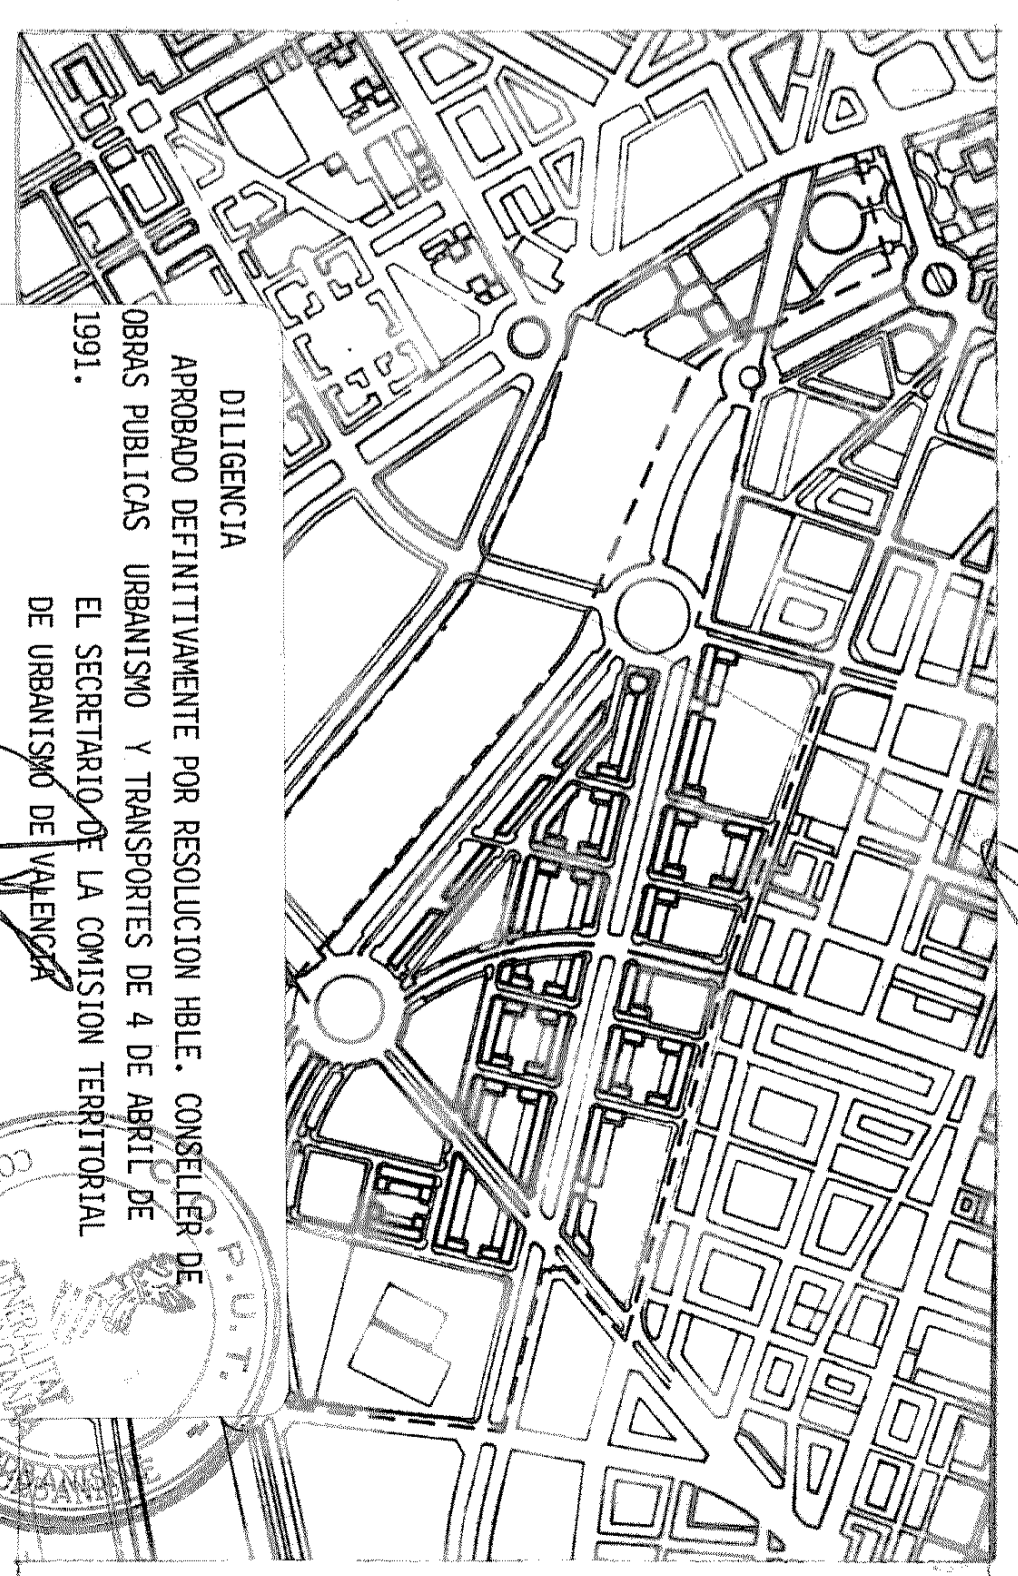 DILIGENCIA
APROBADO DEFINITIVAMENTE POR RESOLUCION HBLE. CONSELLER DE
OBRAS PUBLICAS URBANISMO Y TRANSPORTES DE 4 DE ABRIL DE
1991.
EL SECRETARIO DE LA COMISION TERRITORIAL
DE URBANISMO DE VALENCIA
C.O.P.U.T.
GENERALITAT